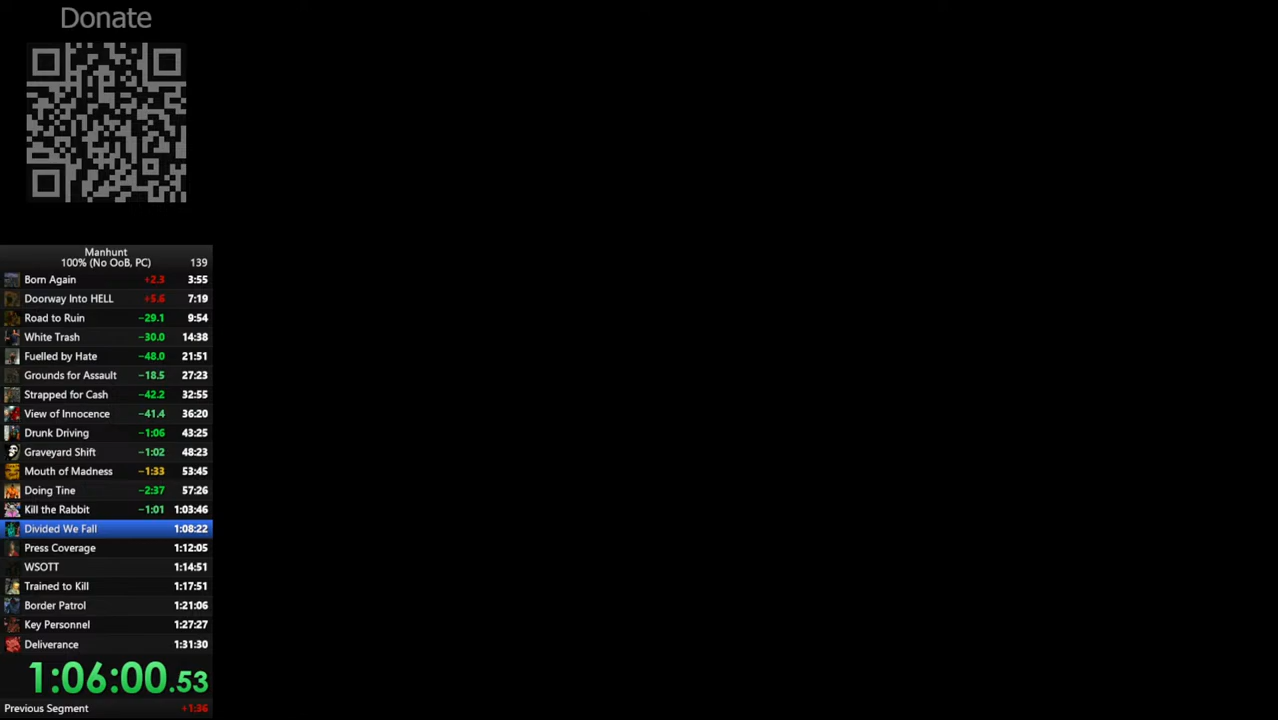 Donate
Manhunt
100% (No OoB, PC) 139
Born Again +2.3 3:55
Doorway Into HELL +5.6 7:19
Road to Ruin −29.1 9:54
White Trash −30.0 14:38
Fuelled by Hate −48.0 21:51
Grounds for Assault −18.5 27:23
Strapped for Cash −42.2 32:55
View of Innocence −41.4 36:20
Drunk Driving −1:06 43:25
Graveyard Shift −1:02 48:23
Mouth of Madness −1:33 53:45
Doing Tine −2:37 57:26
Kill the Rabbit −1:01 1:03:46
Divided We Fall 1:08:22
Press Coverage 1:12:05
WSOTT 1:14:51
Trained to Kill 1:17:51
Border Patrol 1:21:06
Key Personnel 1:27:27
Deliverance 1:31:30
1:06:00.53
Previous Segment +1:36